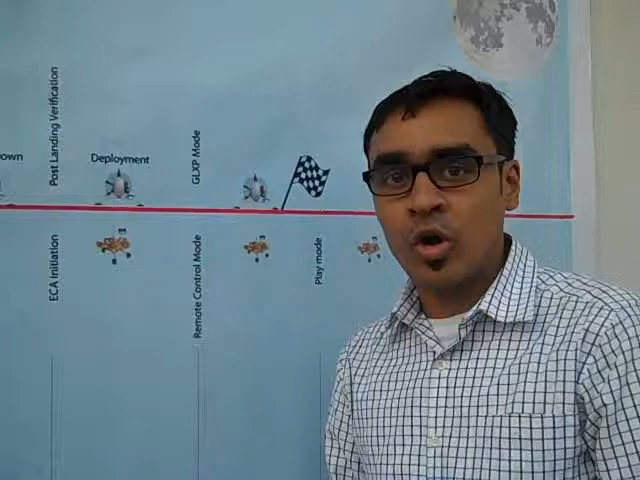 own
Post Landing Verification
Deployment
GLXP Mode
ECA Initiation
Remote Control Mode
Play mode